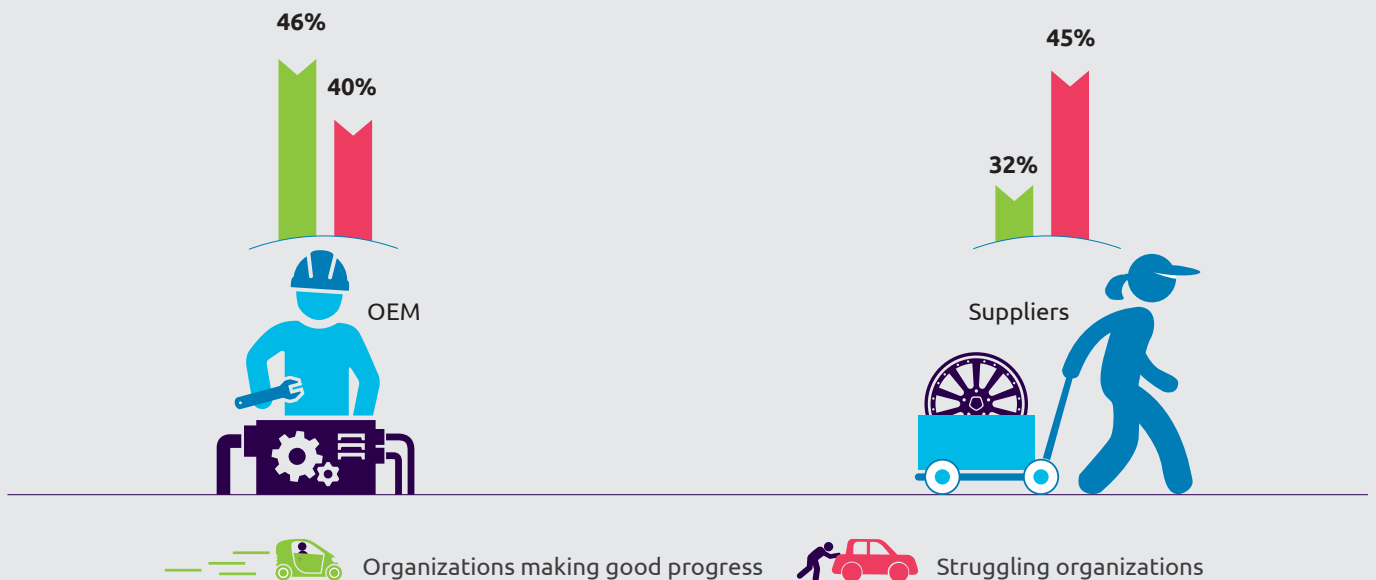 46%
40%
45%
32%
OEM
Suppliers
Organizations making good progress
Struggling organizations